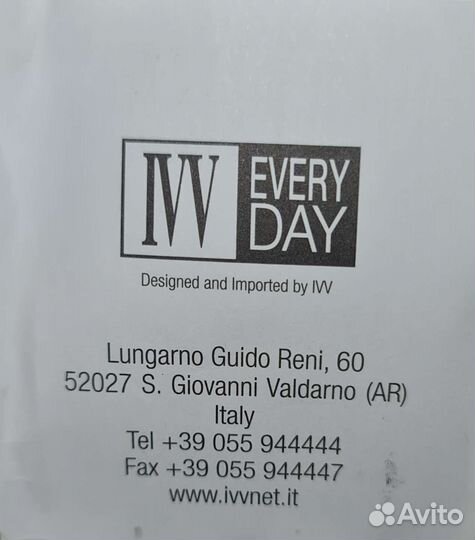 IVV
EVERY
DAY
Designed and Imported by IVV
Lungarno Guido Reni, 60
52027 S. Giovanni Valdarno (AR)
Italy
Tel +39 055 944444
Fax +39 055 944447
www.ivvnet.it
Avito